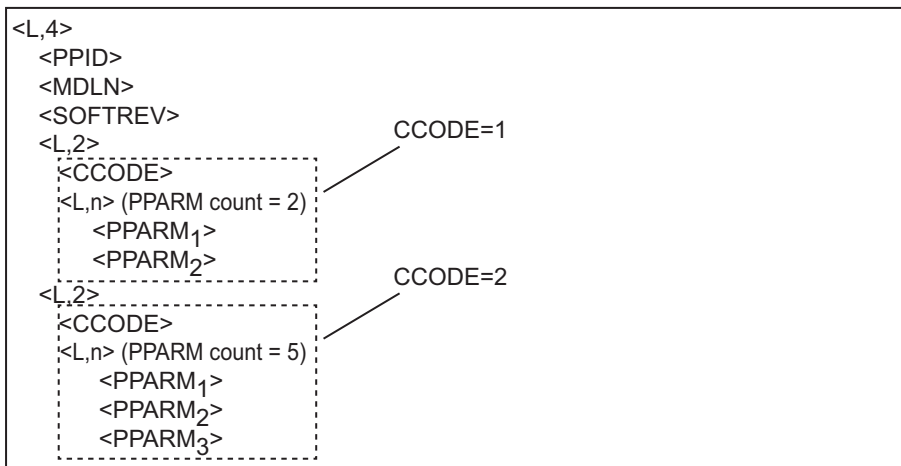 <L,4>
<PPID>
<MDLN>
<SOFTREV>
<L,2>
CCODE=1
<CCODE>
<L,n> (PPARM count = 2)
<PPARM1>
<PPARM2>
<L,2>
CCODE=2
<CCODE>
<L,n> (PPARM count = 5)
<PPARM1>
<PPARM2>
<PPARM3>